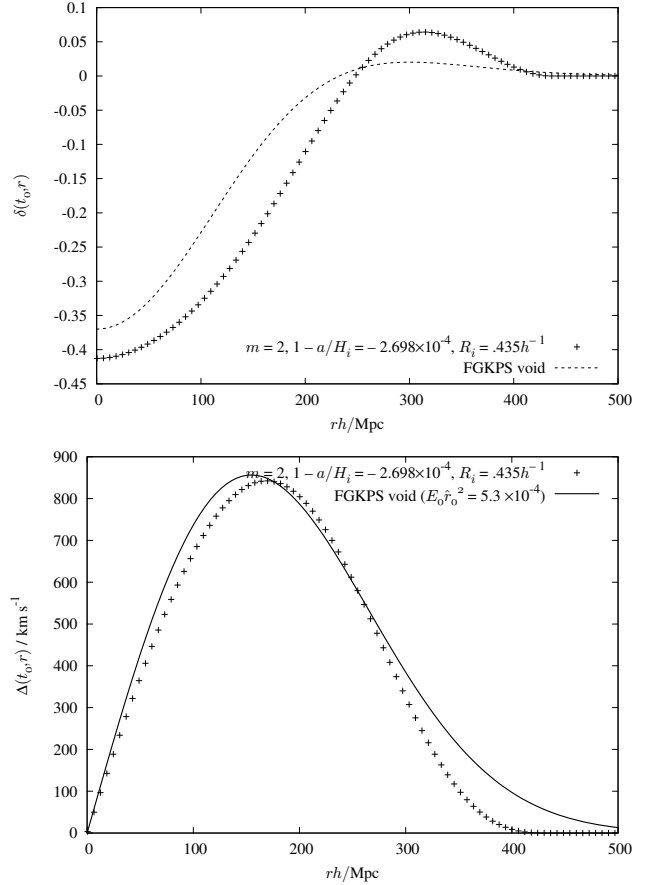 0.1
0.05
0
-0.05
-0.1
-0.15
-0.2
-0.25
-0.3
-0.35
-0.4
-0.45
δ(t₀,r)
m = 2, 1 − a/Hᵢ = − 2.698×10⁻⁴, Rᵢ = .435h⁻¹
FGKPS void
0 100 200 300 400 500
rh/Mpc
900
800
700
600
500
400
300
200
100
0
Δ(t₀,r) / km s⁻¹
m = 2, 1 − a/Hᵢ = − 2.698×10⁻⁴, Rᵢ = .435h⁻¹
FGKPS void (E₀r̂₀² = 5.3 ×10⁻⁴)
0 100 200 300 400 500
rh/Mpc